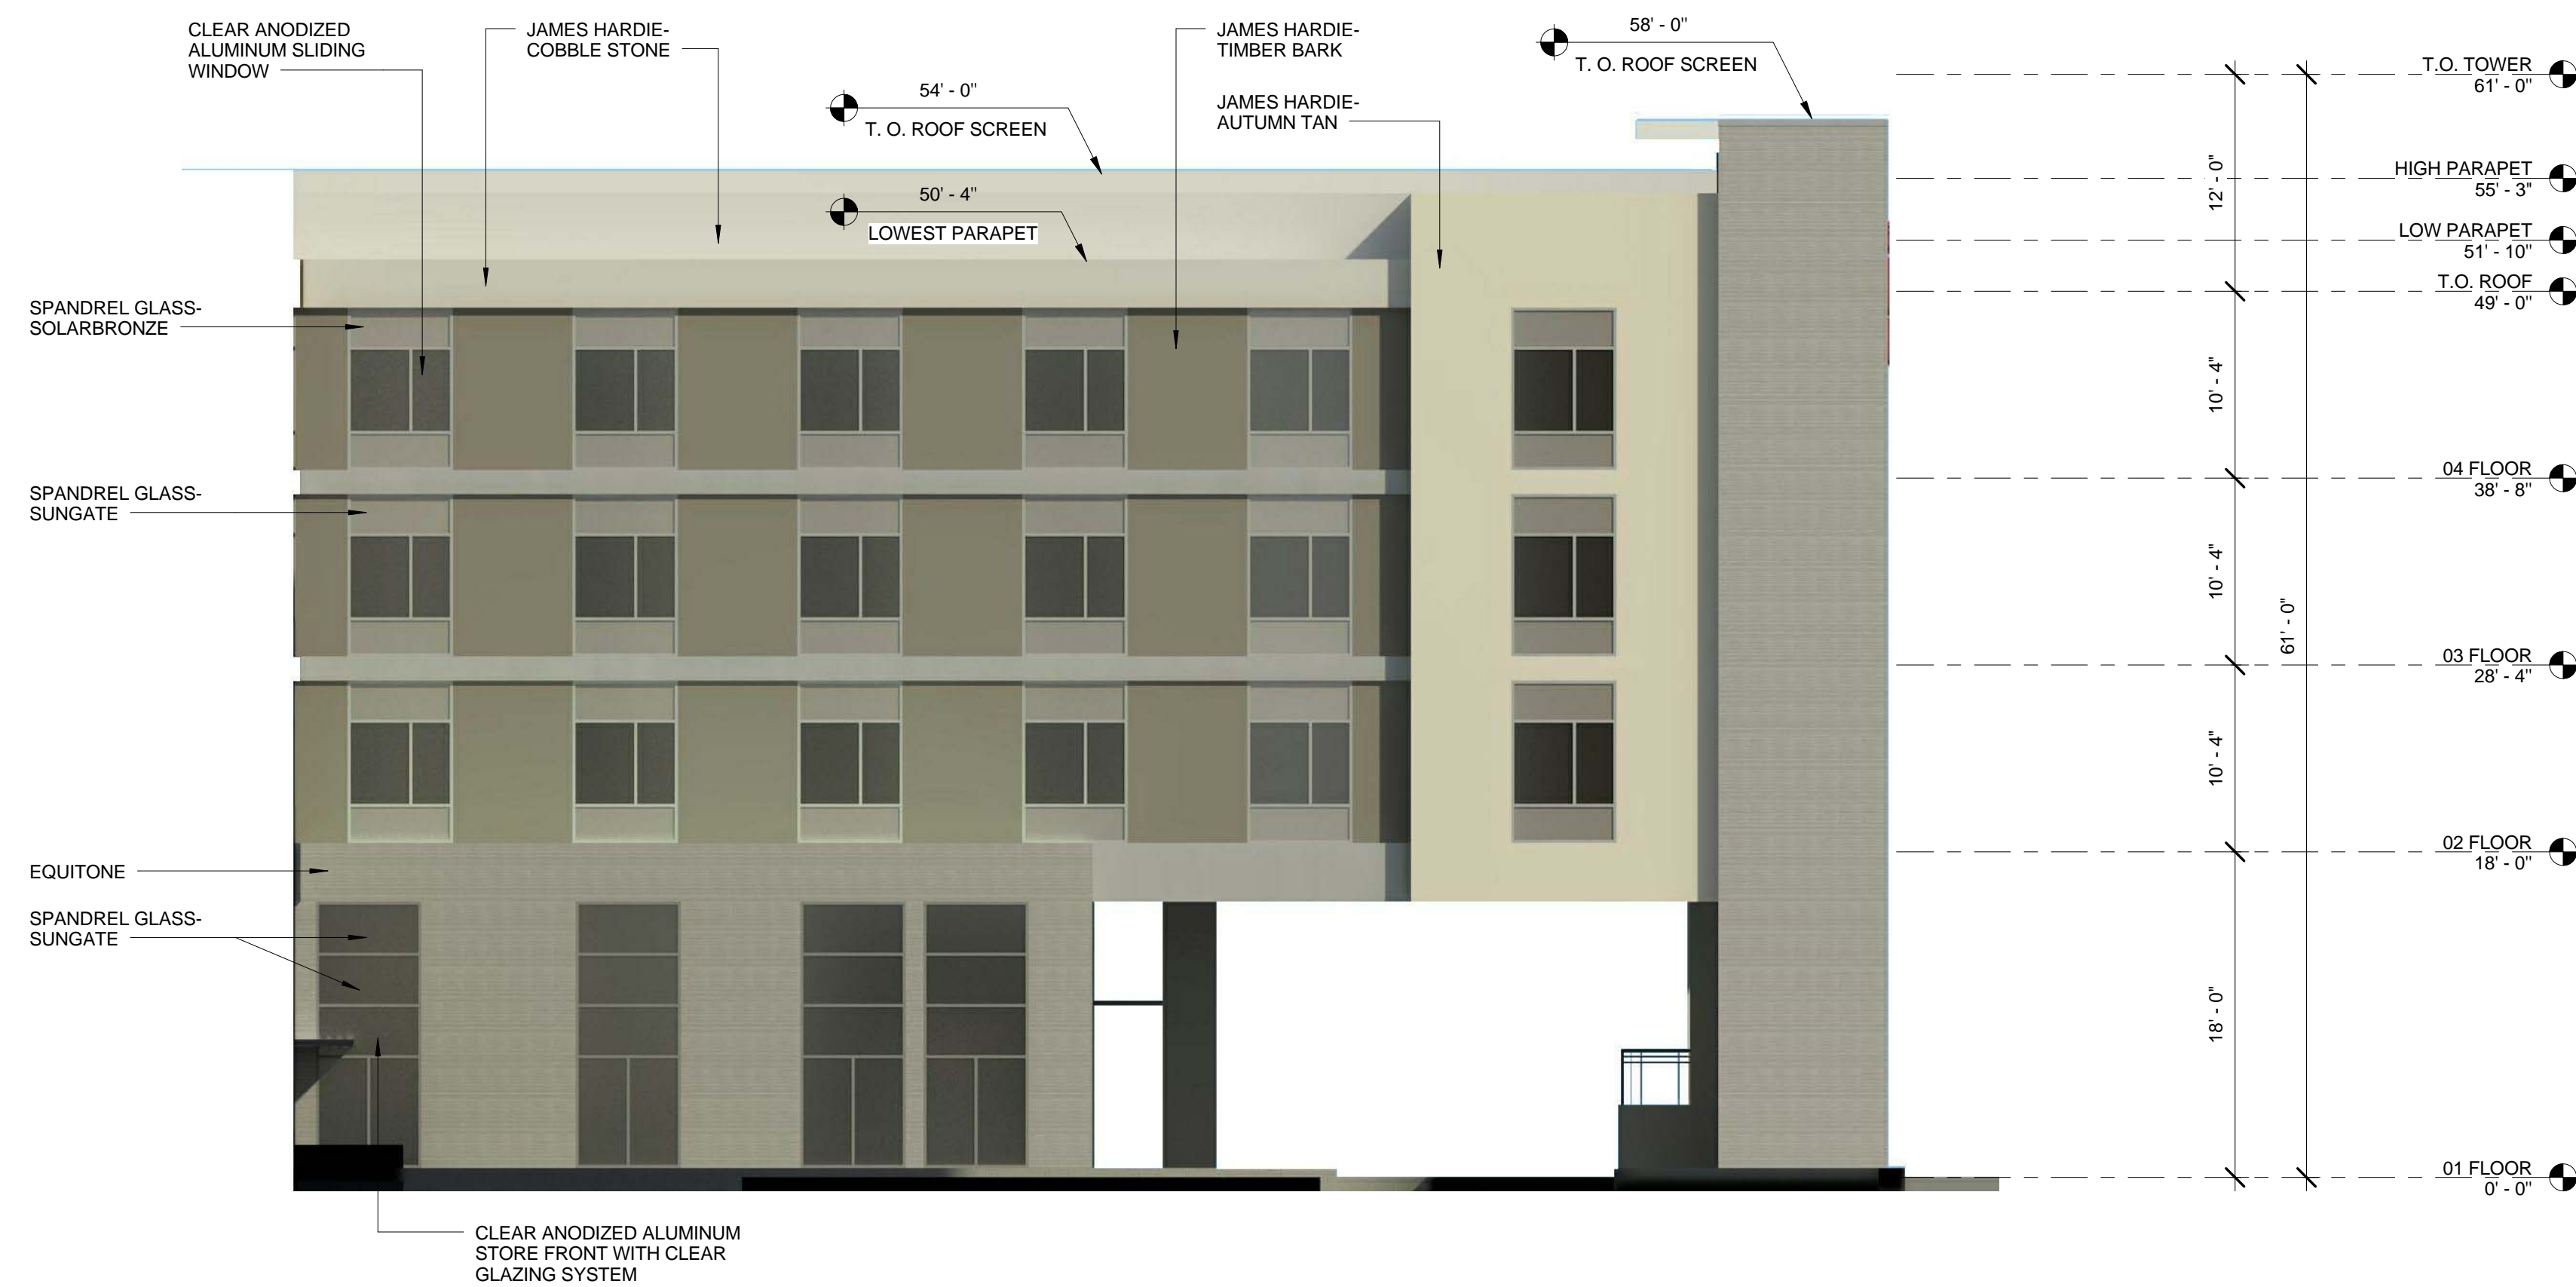 CLEAR ANODIZED
ALUMINUM SLIDING
WINDOW
JAMES HARDIE-
COBBLE STONE
JAMES HARDIE-
TIMBER BARK
JAMES HARDIE-
AUTUMN TAN
58' - 0"
T. O. ROOF SCREEN
54' - 0"
T. O. ROOF SCREEN
50' - 4"
LOWEST PARAPET
SPANDREL GLASS-
SOLARBRONZE
SPANDREL GLASS-
SUNGATE
EQUITONE
SPANDREL GLASS-
SUNGATE
CLEAR ANODIZED ALUMINUM
STORE FRONT WITH CLEAR
GLAZING SYSTEM
12' - 0"
10' - 4"
10' - 4"
10' - 4"
18' - 0"
61' - 0"
T.O. TOWER
61' - 0"
HIGH PARAPET
55' - 3"
LOW PARAPET
51' - 10"
T.O. ROOF
49' - 0"
04 FLOOR
38' - 8"
03 FLOOR
28' - 4"
02 FLOOR
18' - 0"
01 FLOOR
0' - 0"